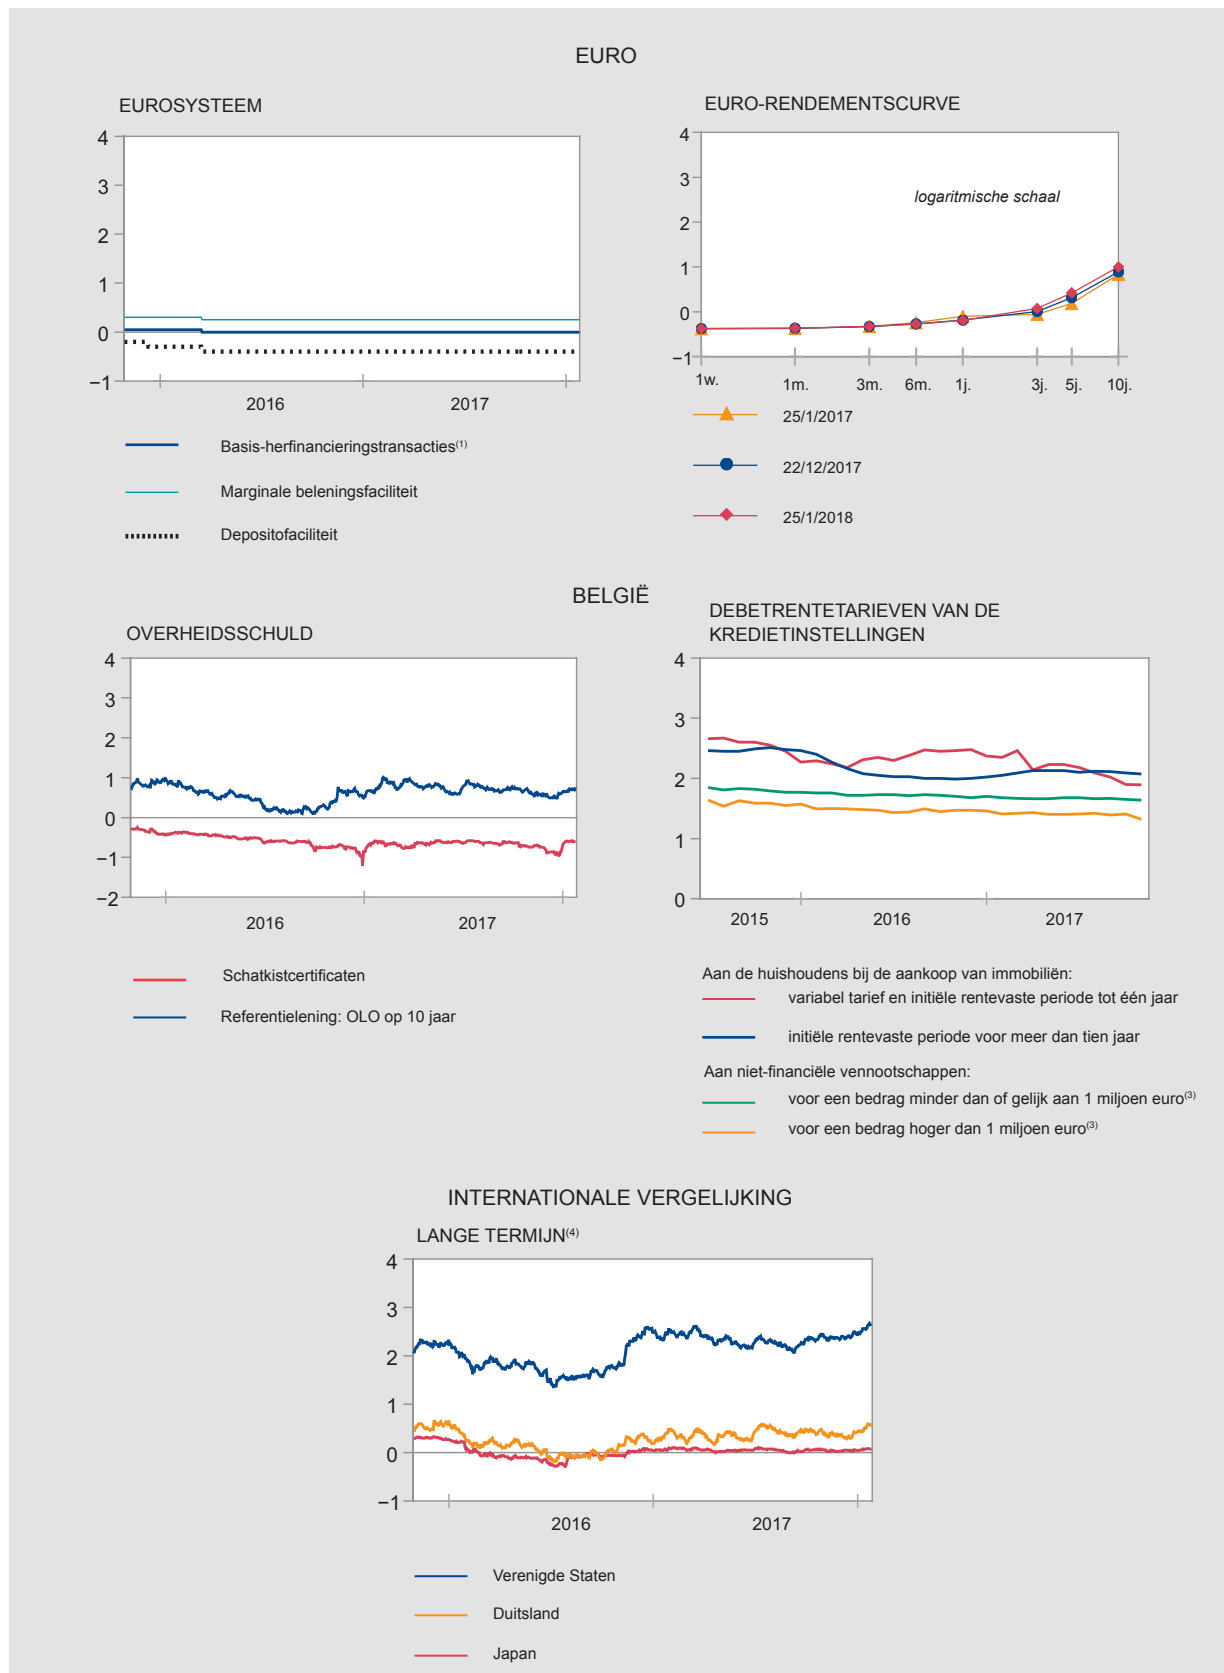 EURO
EUROSYSTEEM
4
3
2
1
0
−1
2016
2017
Basis-herfinancieringstransacties(1)
Marginale beleningsfaciliteit
Depositofaciliteit
EURO-RENDEMENTSCURVE
4
3
2
1
0
−1
logaritmische schaal
1w.
1m.
3m.
6m.
1j.
3j.
5j.
10j.
25/1/2017
22/12/2017
25/1/2018
BELGIË
OVERHEIDSSCHULD
4
3
2
1
0
−1
−2
2016
2017
Schatkistcertificaten
Referentielening: OLO op 10 jaar
DEBETRENTETARIEVEN VAN DE
KREDIETINSTELLINGEN
4
3
2
1
0
2015
2016
2017
Aan de huishoudens bij de aankoop van immobiliën:
variabel tarief en initiële rentevaste periode tot één jaar
initiële rentevaste periode voor meer dan tien jaar
Aan niet-financiële vennootschappen:
voor een bedrag minder dan of gelijk aan 1 miljoen euro(3)
voor een bedrag hoger dan 1 miljoen euro(3)
INTERNATIONALE VERGELIJKING
LANGE TERMIJN(4)
4
3
2
1
0
−1
2016
2017
Verenigde Staten
Duitsland
Japan